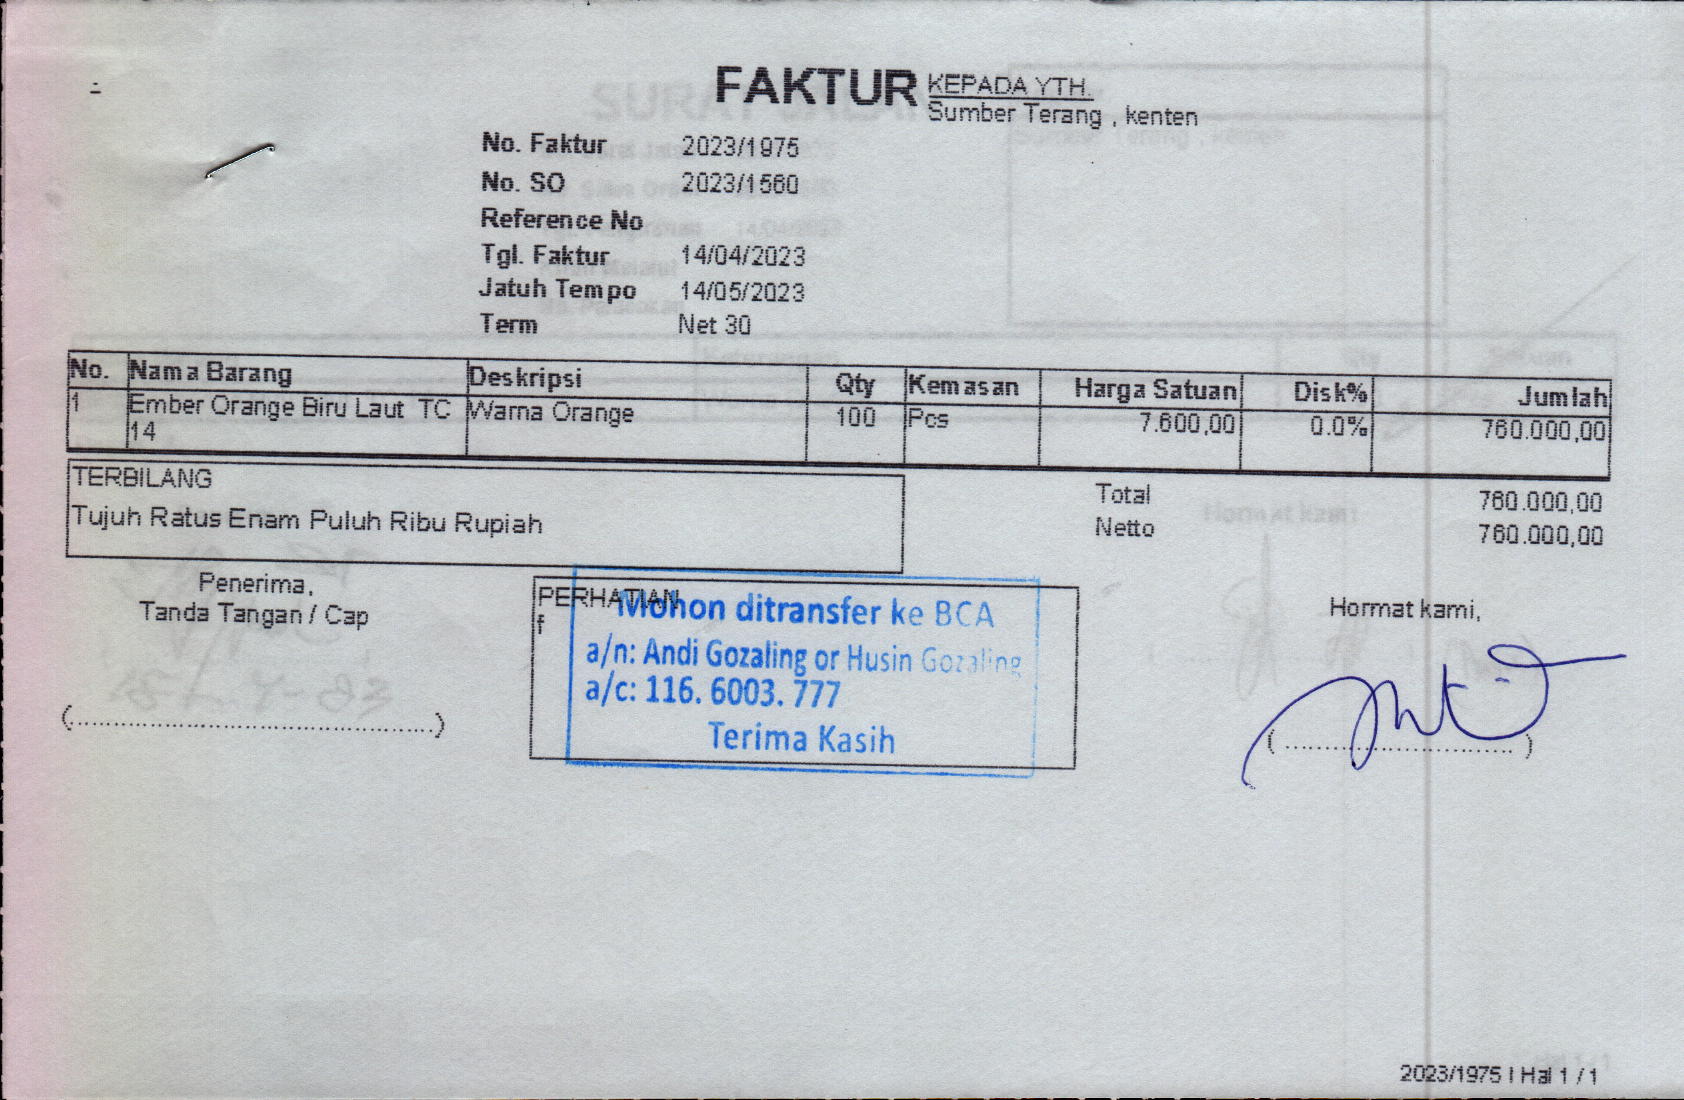 FAKTUR
KEPADA YTH.
Sumber Terang , kenten
No. Faktur 2023/1975
No. SO 2023/1560
Reference No
Tgl. Faktur 14/04/2023
Jatuh Tempo 14/05/2023
Term Net 30
No. Nama Barang Deskripsi Qty Kemasan Harga Satuan Disk% Jumlah
1 Ember Orange Biru Laut TC Warna Orange 100 Pcs 7.600,00 0.0% 760.000,00
14
TERBILANG
Tujuh Ratus Enam Puluh Ribu Rupiah
Total 760.000,00
Netto 760.000,00
Penerima,
Tanda Tangan / Cap
(......................................)
PERHATIAN
f
Mohon ditransfer ke BCA
a/n: Andi Gozaling or Husin Gozaling
a/c: 116. 6003. 777
Terima Kasih
Hormat kami,
(................................)
2023/1975 | Hal 1 / 1